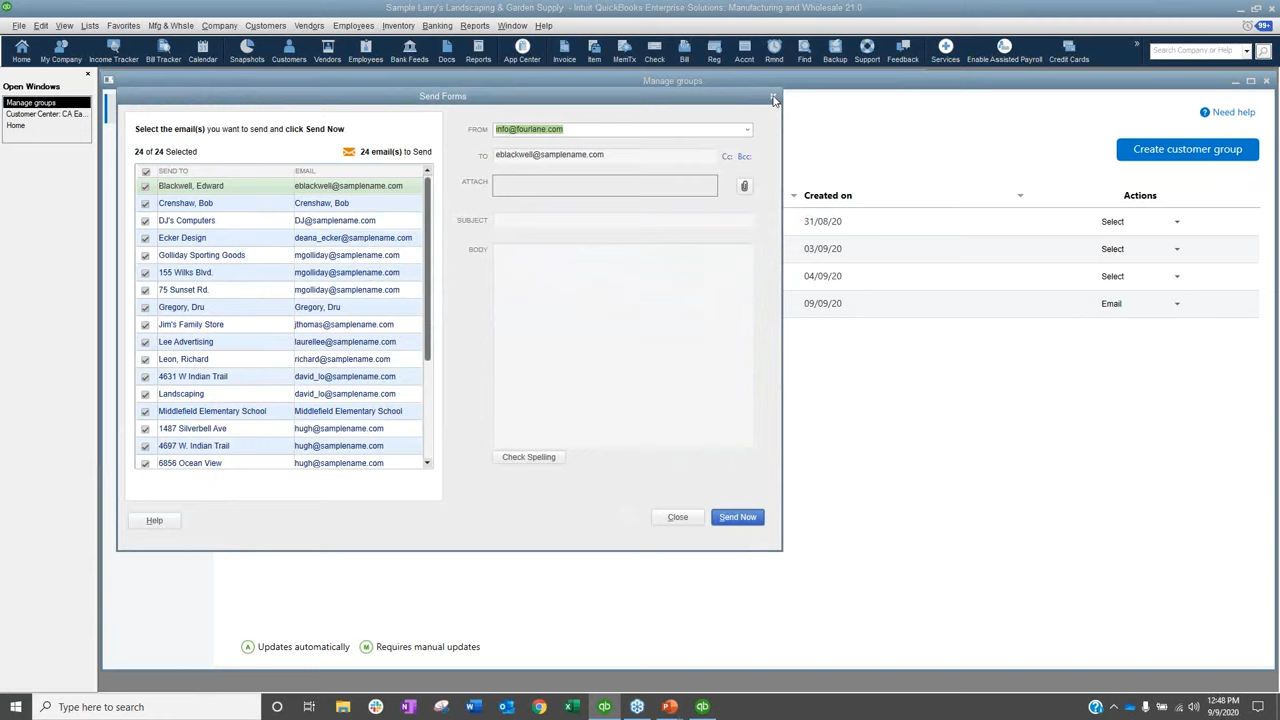 Sample Larry's Landscaping & Garden Supply - Intuit QuickBooks Enterprise Solutions: Manufacturing and Wholesale 21.0
File Edit View Lists Favorites Mfg & Whsle Company Customers Vendors Employees Inventory Banking Reports Window Help
99+
Home My Company Income Tracker Bill Tracker Calendar Snapshots Customers Vendors Employees Bank Feeds Docs Reports App Center Invoice Item MemTx Check Bill Reg Accnt Rmnd Find Backup Support Feedback Services Enable Assisted Payroll Credit Cards
Search Company or Help
Open Windows
Manage groups
Customer Center: CA Ea...
Home
Manage groups
Need help
Create customer group
Created on Actions
31/08/20 Select
03/09/20 Select
04/09/20 Select
09/09/20 Email
Send Forms
Select the email(s) you want to send and click Send Now
24 of 24 Selected 24 email(s) to Send
SEND TO EMAIL
Blackwell, Edward eblackwell@samplename.com
Crenshaw, Bob Crenshaw, Bob
DJ's Computers DJ@samplename.com
Ecker Design deana_ecker@samplename.com
Golliday Sporting Goods mgolliday@samplename.com
155 Wilks Blvd. mgolliday@samplename.com
75 Sunset Rd. mgolliday@samplename.com
Gregory, Dru Gregory, Dru
Jim's Family Store jthomas@samplename.com
Lee Advertising laurellee@samplename.com
Leon, Richard richard@samplename.com
4631 W Indian Trail david_lo@samplename.com
Landscaping david_lo@samplename.com
Middlefield Elementary School Middlefield Elementary School
1487 Silverbell Ave hugh@samplename.com
4697 W. Indian Trail hugh@samplename.com
6856 Ocean View hugh@samplename.com
FROM info@fourlane.com
TO eblackwell@samplename.com Cc: Bcc:
ATTACH
SUBJECT
BODY
Check Spelling
Help Close Send Now
A Updates automatically M Requires manual updates
Type here to search
12:48 PM
9/9/2020